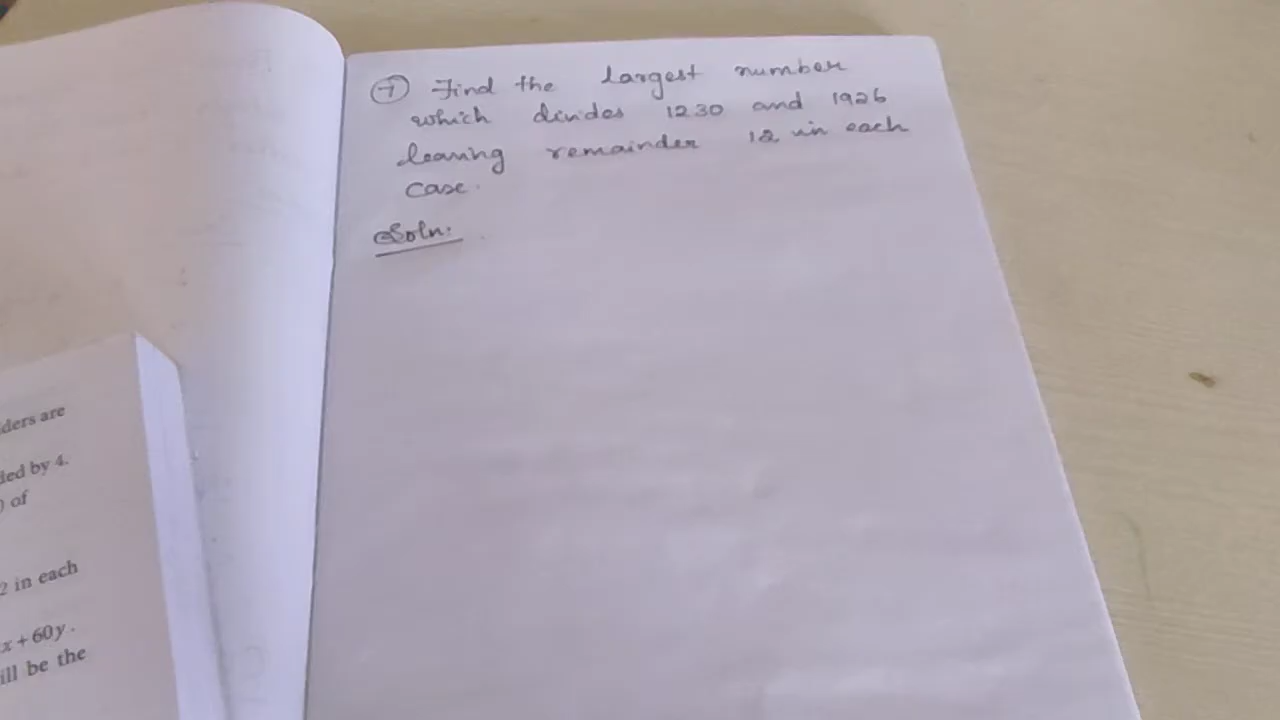 ⑦ Find the largest number
which divides 1230 and 1926
leaving remainder 12 in each
case.
Soln:
ders are
ded by 4.
) of
2 in each
x + 60y.
ill be the